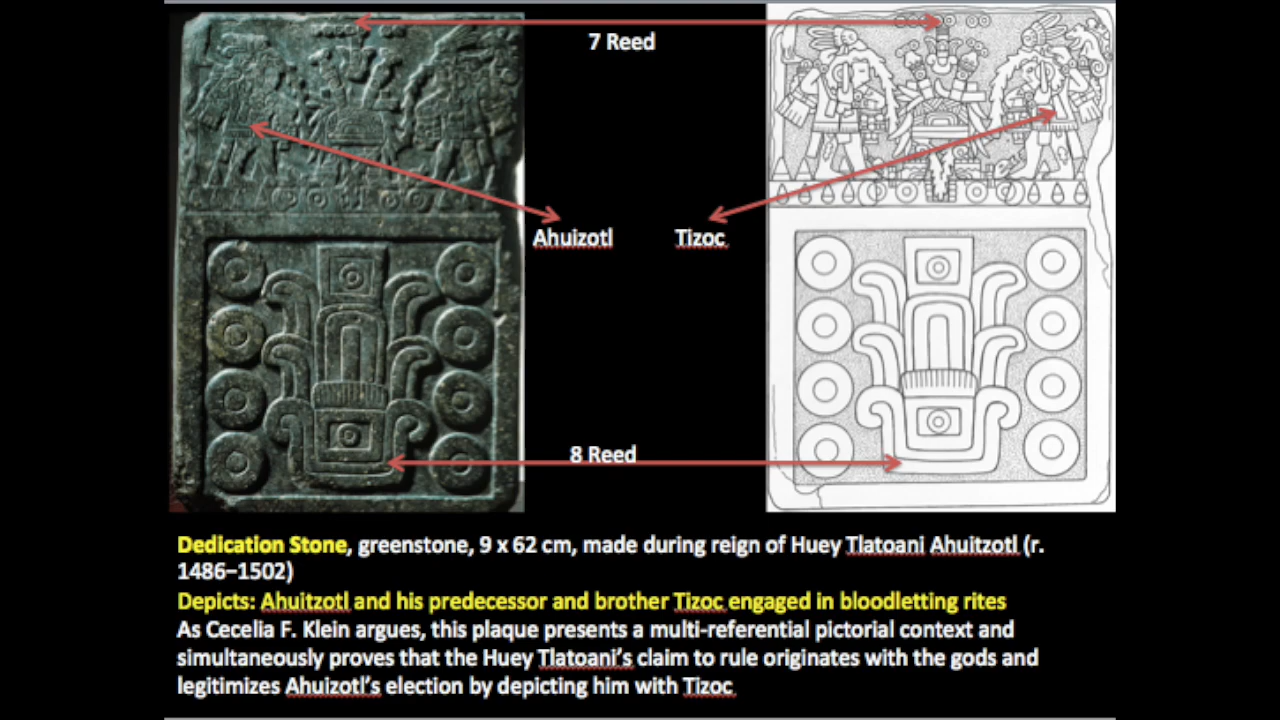 7 Reed
Ahuizotl
Tizoc
8 Reed
Dedication Stone, greenstone, 9 x 62 cm, made during reign of Huey Tlatoani Ahuitzotl (r.
1486–1502)
Depicts: Ahuitzotl and his predecessor and brother Tizoc engaged in bloodletting rites
As Cecelia F. Klein argues, this plaque presents a multi-referential pictorial context and
simultaneously proves that the Huey Tlatoani’s claim to rule originates with the gods and
legitimizes Ahuizotl’s election by depicting him with Tizoc